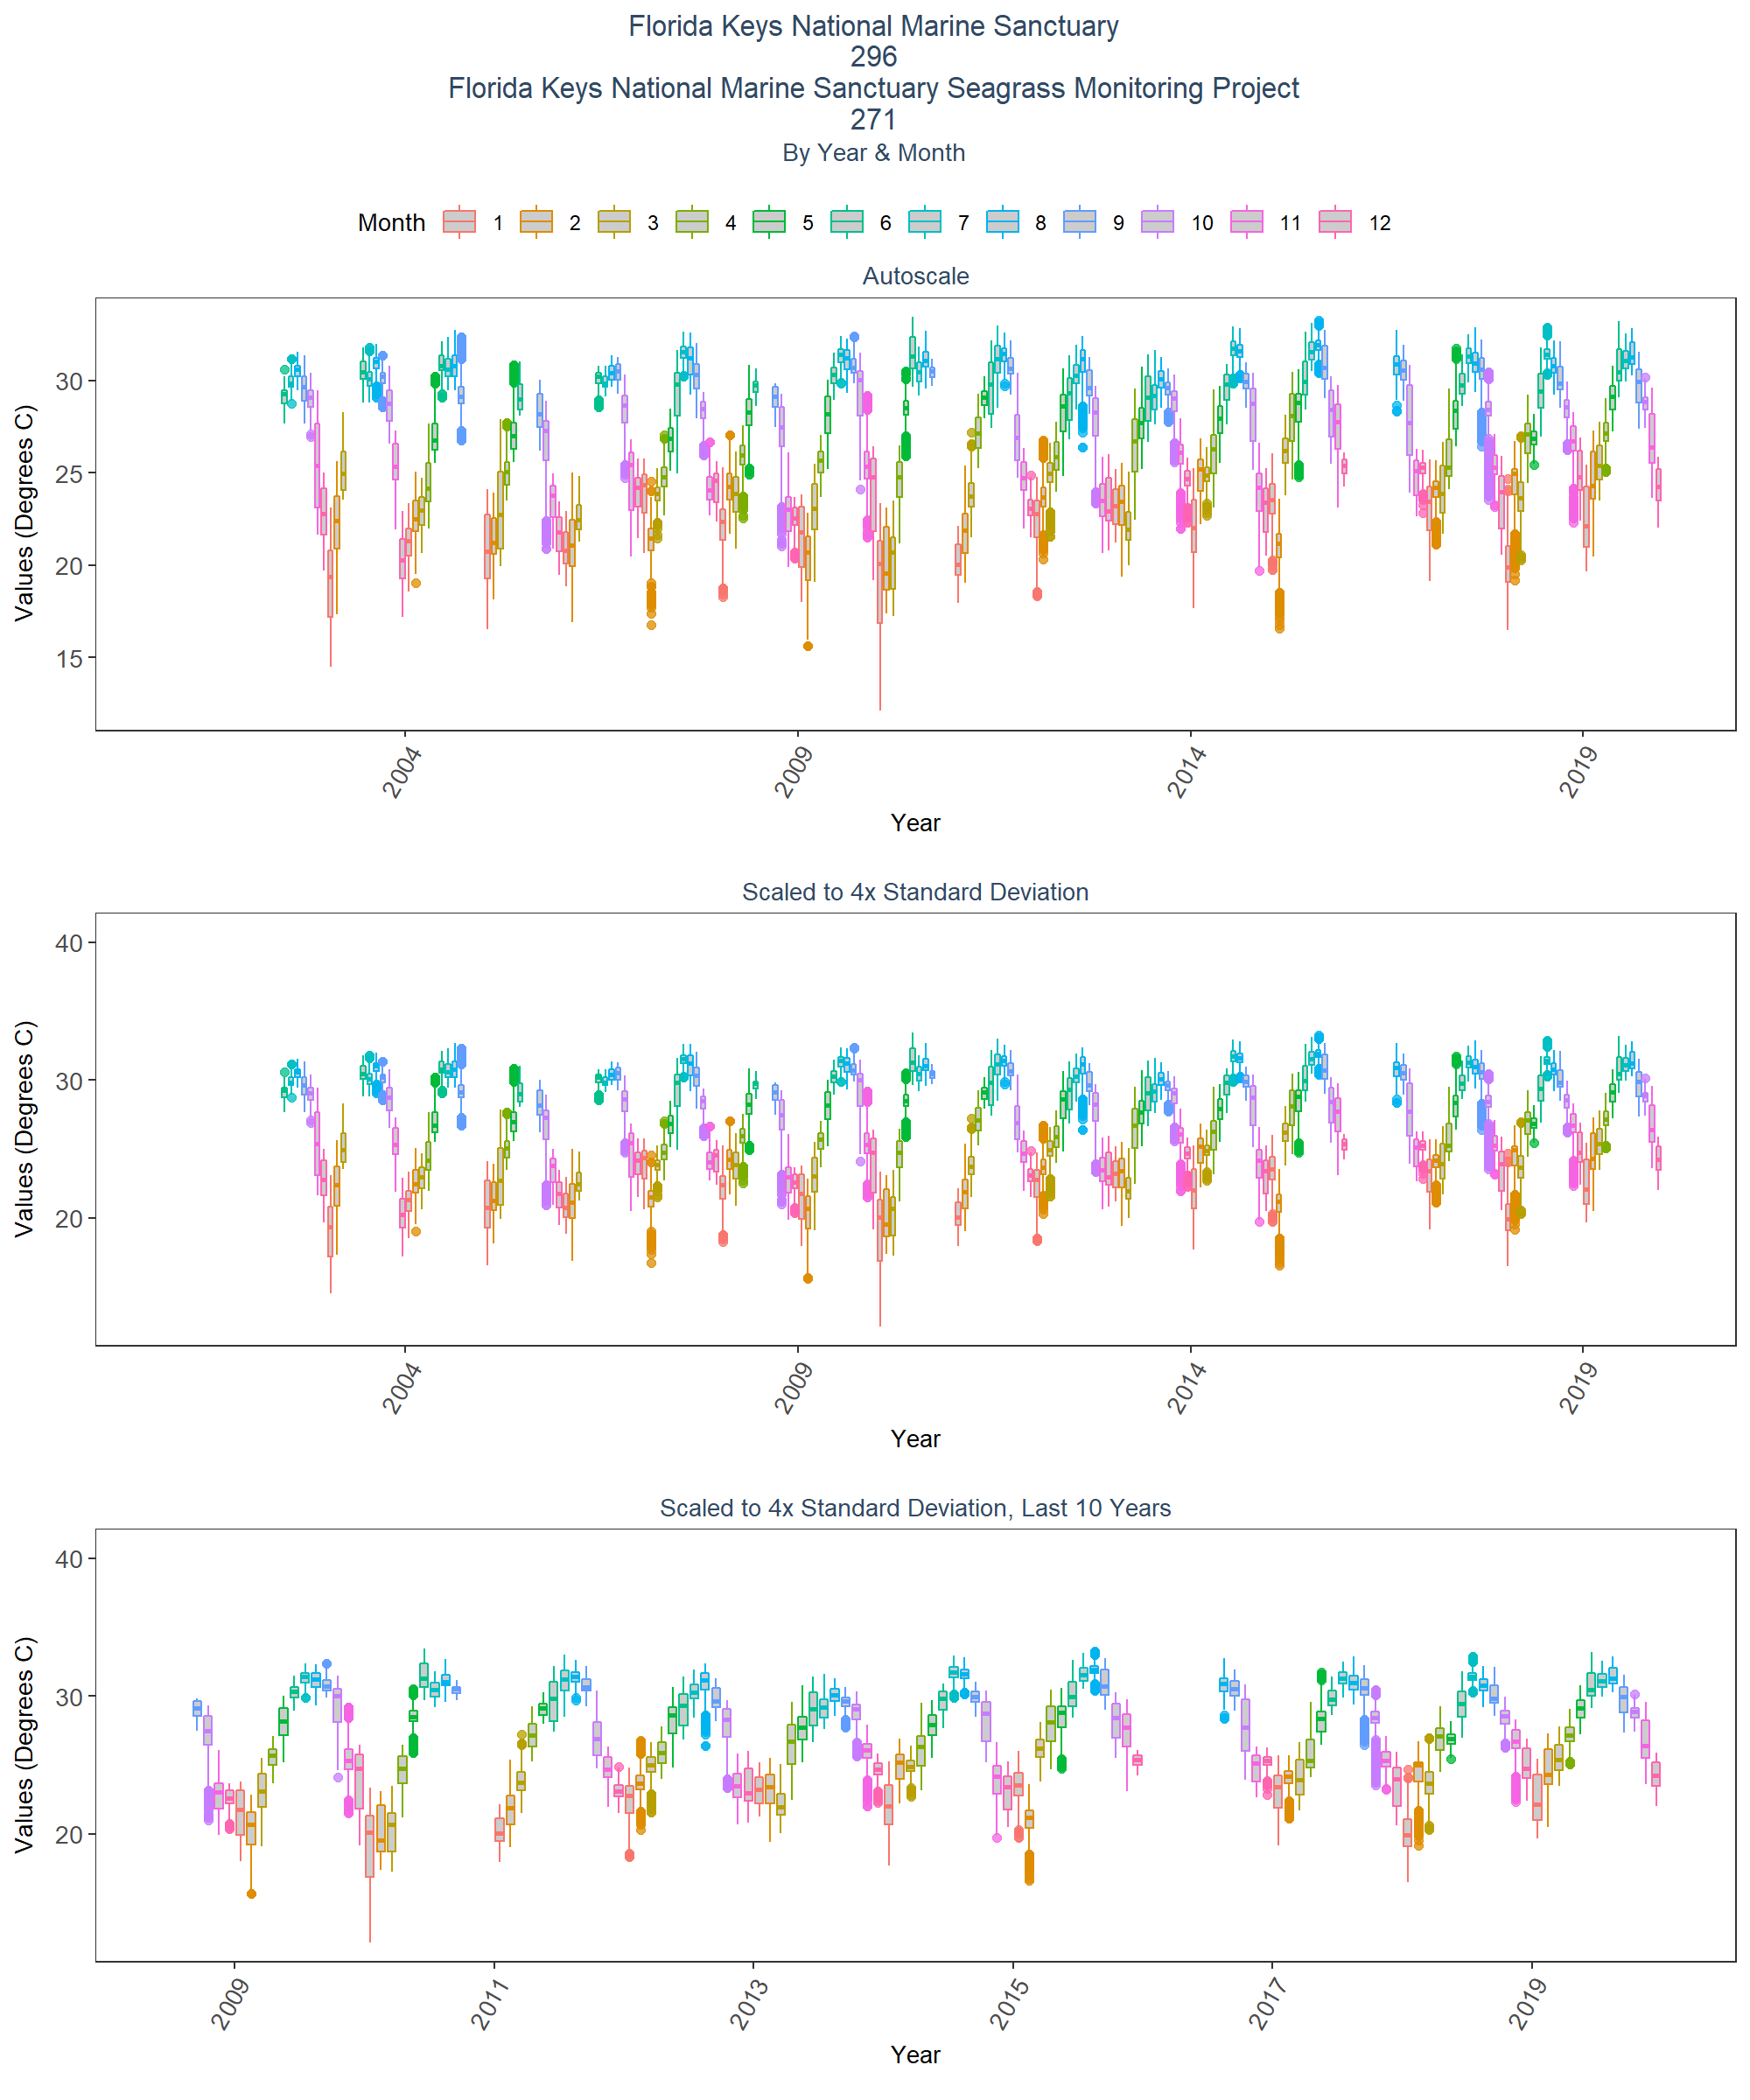 Florida Keys National Marine Sanctuary
296
Florida Keys National Marine Sanctuary Seagrass Monitoring Project
271
By Year & Month
Month 1 2 3 4 5 6 7 8 9 10 11 12
Autoscale
Values (Degrees C)
30
25
20
15
2004 2009 2014 2019
Year
Scaled to 4x Standard Deviation
Values (Degrees C)
40
30
20
2004 2009 2014 2019
Year
Scaled to 4x Standard Deviation, Last 10 Years
Values (Degrees C)
40
30
20
2009 2011 2013 2015 2017 2019
Year